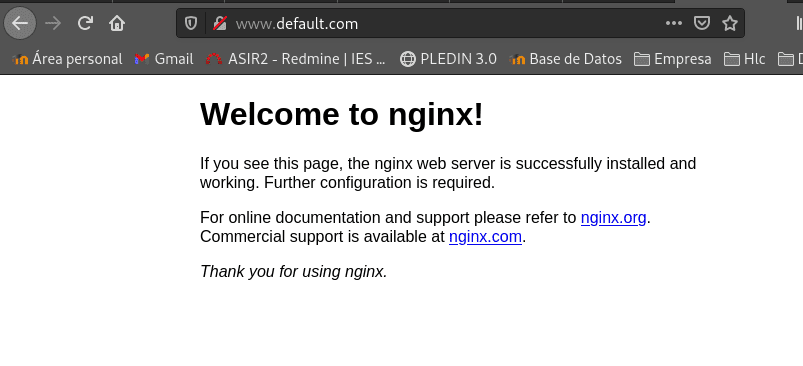 www.default.com
Área personal Gmail ASIR2 - Redmine | IES ... PLEDIN 3.0 Base de Datos Empresa Hlc
Welcome to nginx!
If you see this page, the nginx web server is successfully installed and
working. Further configuration is required.
For online documentation and support please refer to nginx.org.
Commercial support is available at nginx.com.
Thank you for using nginx.